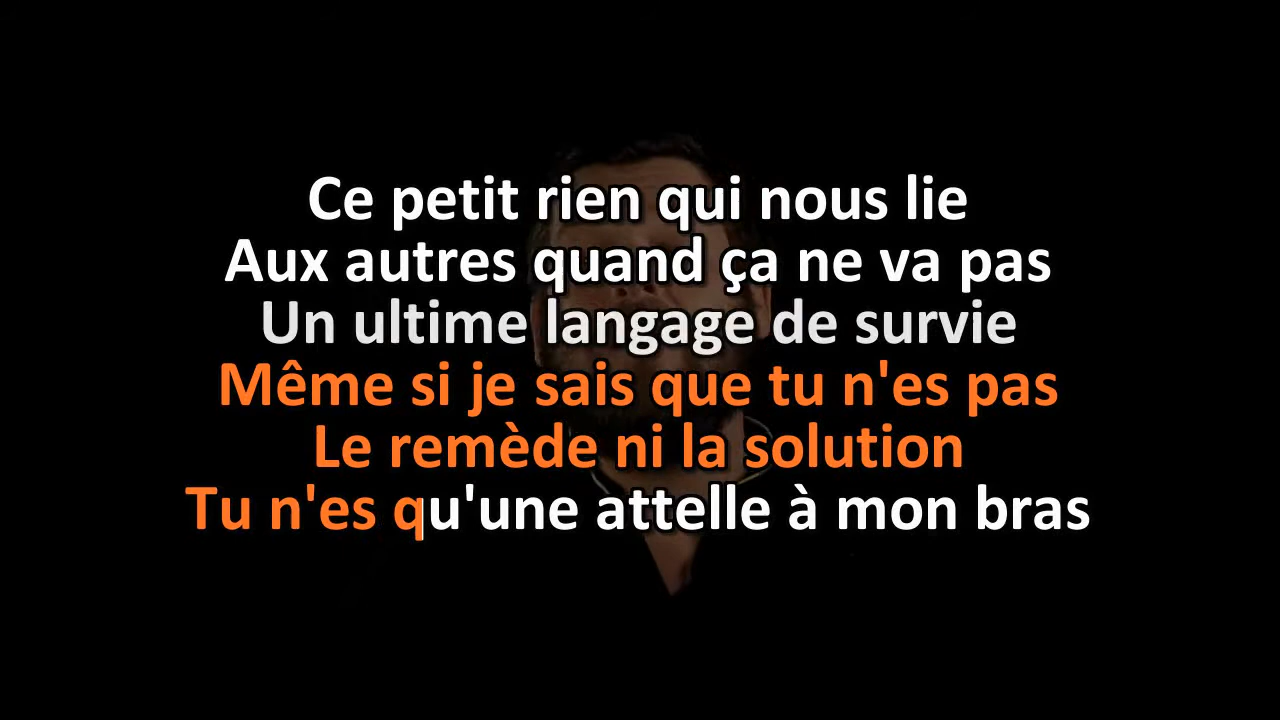 Ce petit rien qui nous lie
Aux autres quand ça ne va pas
Un ultime langage de survie
Même si je sais que tu n'es pas
Le remède ni la solution
Tu n'es qu'une attelle à mon bras